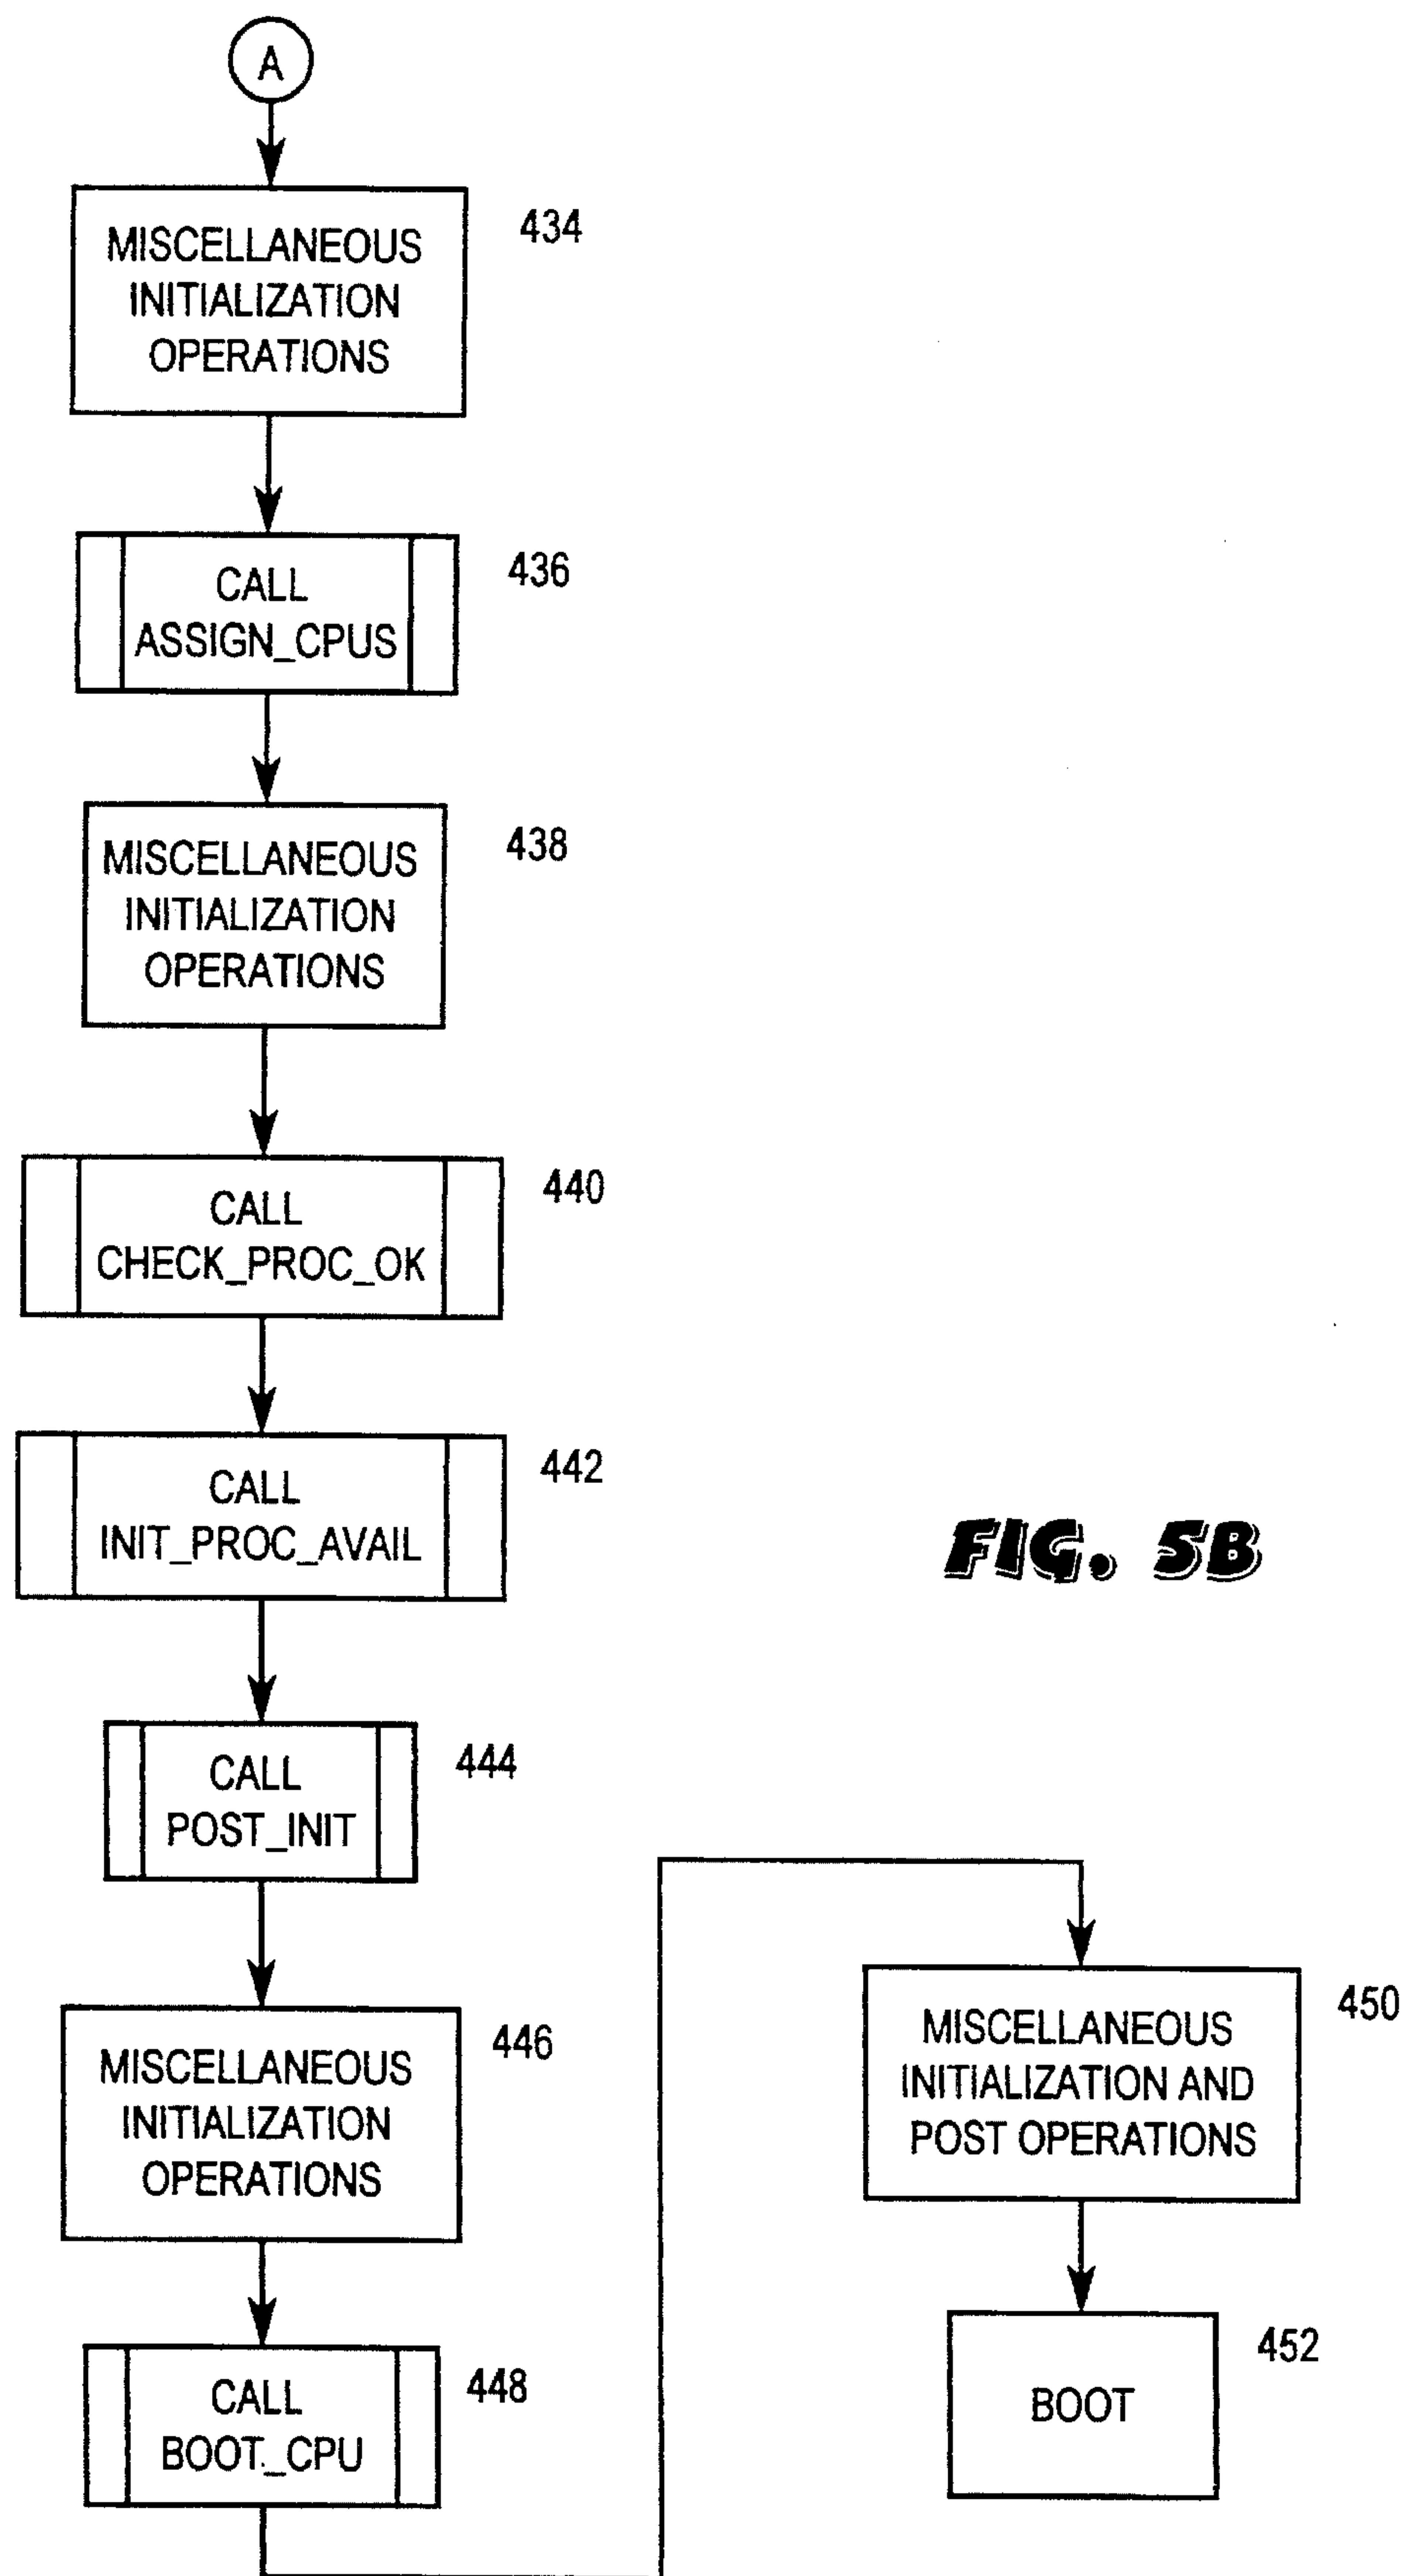 A
MISCELLANEOUS
INITIALIZATION
OPERATIONS
434
CALL
ASSIGN_CPUS
436
MISCELLANEOUS
INITIALIZATION
OPERATIONS
438
CALL
CHECK_PROC_OK
440
CALL
INIT_PROC_AVAIL
442
CALL
POST_INIT
444
MISCELLANEOUS
INITIALIZATION
OPERATIONS
446
CALL
BOOT_CPU
448
MISCELLANEOUS
INITIALIZATION AND
POST OPERATIONS
450
BOOT
452
FIG. 5B